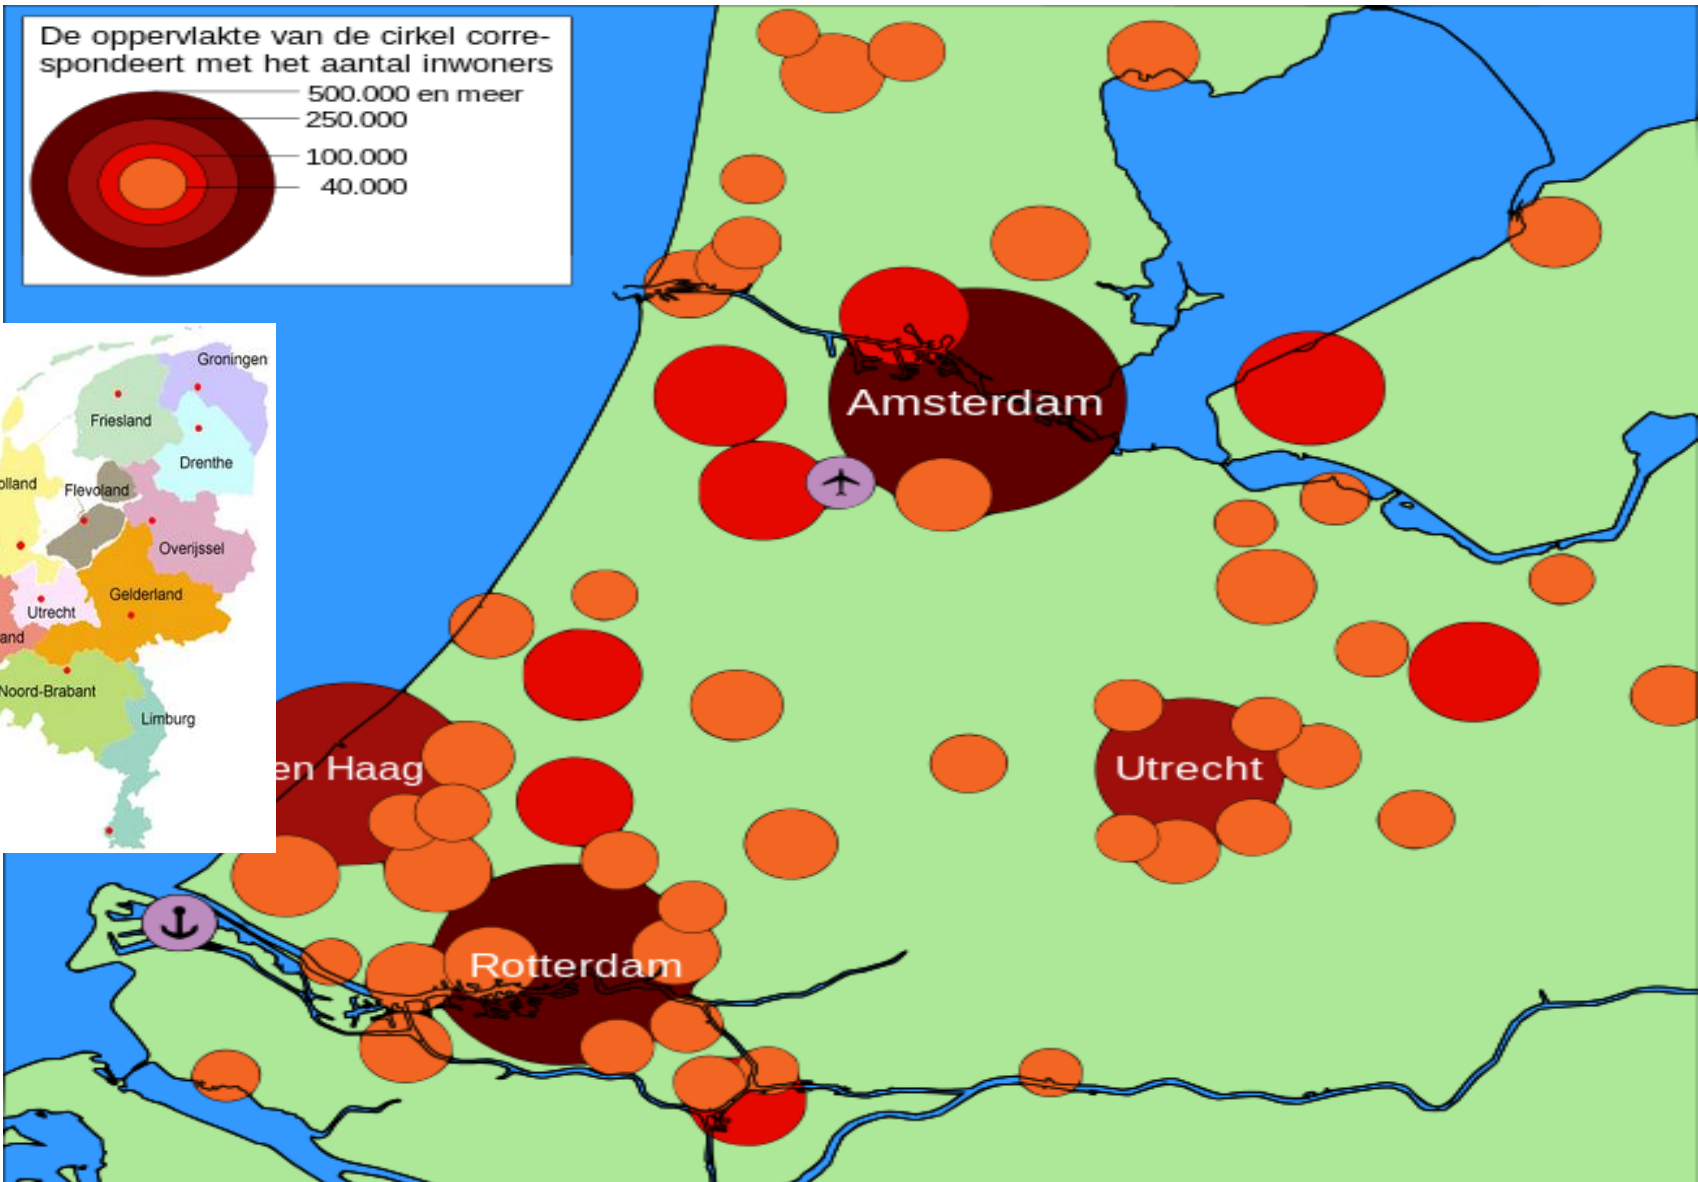 De oppervlakte van de cirkel corre-
spondeert met het aantal inwoners
500.000 en meer
250.000
100.000
40.000
Groningen
Friesland
Drenthe
olland
Flevoland
Overijssel
Gelderland
Utrecht
and
Noord-Brabant
Limburg
Amsterdam
en Haag
Utrecht
Rotterdam